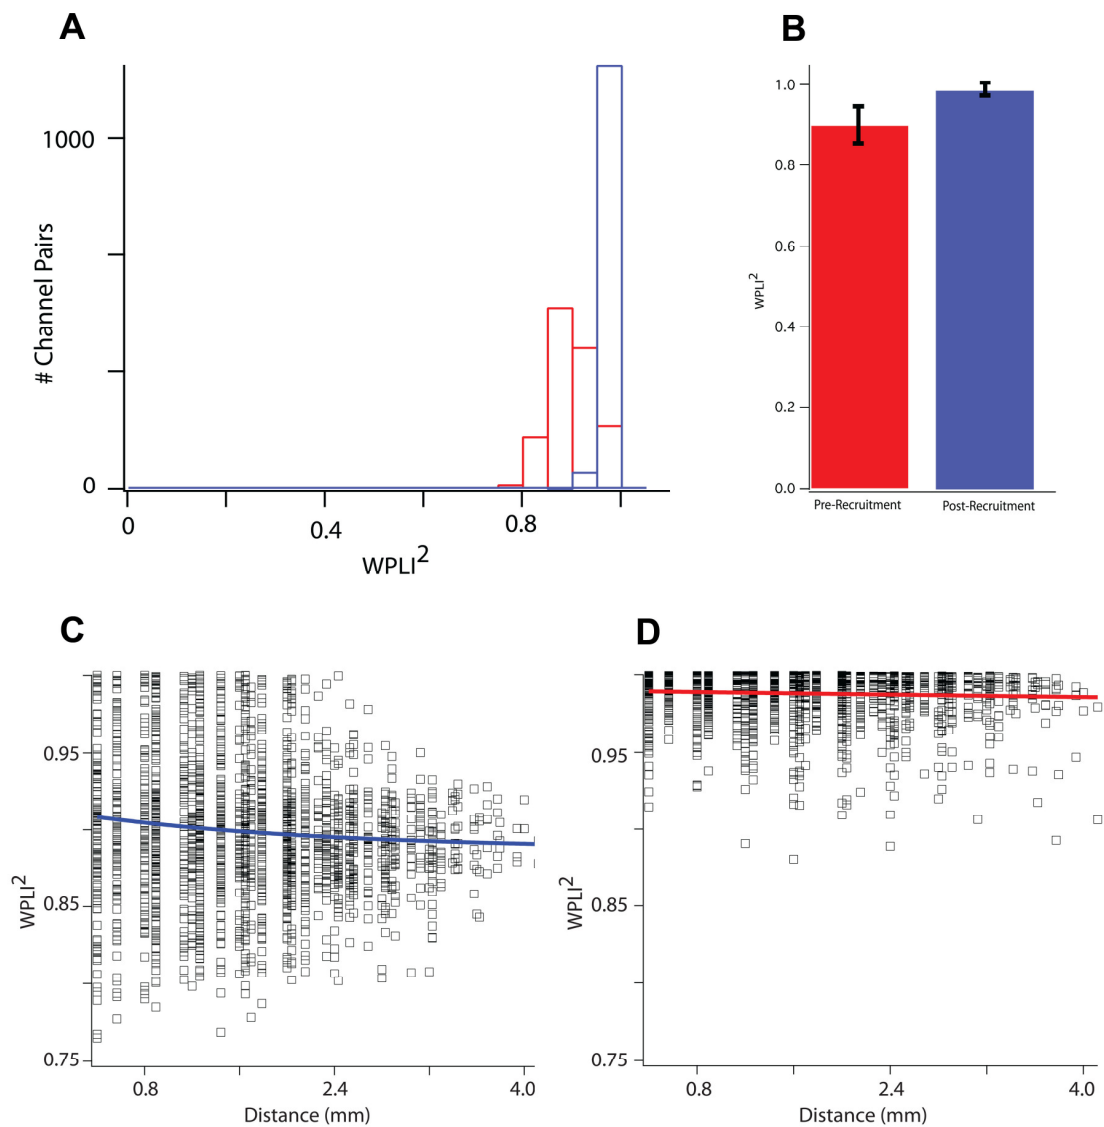 A
1000
0
# Channel Pairs
0
0.4
0.8
WPLI2
B
1.0
0.8
0.6
0.4
0.2
0.0
WPLI2
Pre-Recruitment
Post-Recruitment
C
0.95
0.85
0.75
WPLI2
0.8
2.4
4.0
Distance (mm)
D
0.95
0.85
0.75
WPLI2
0.8
2.4
4.0
Distance (mm)